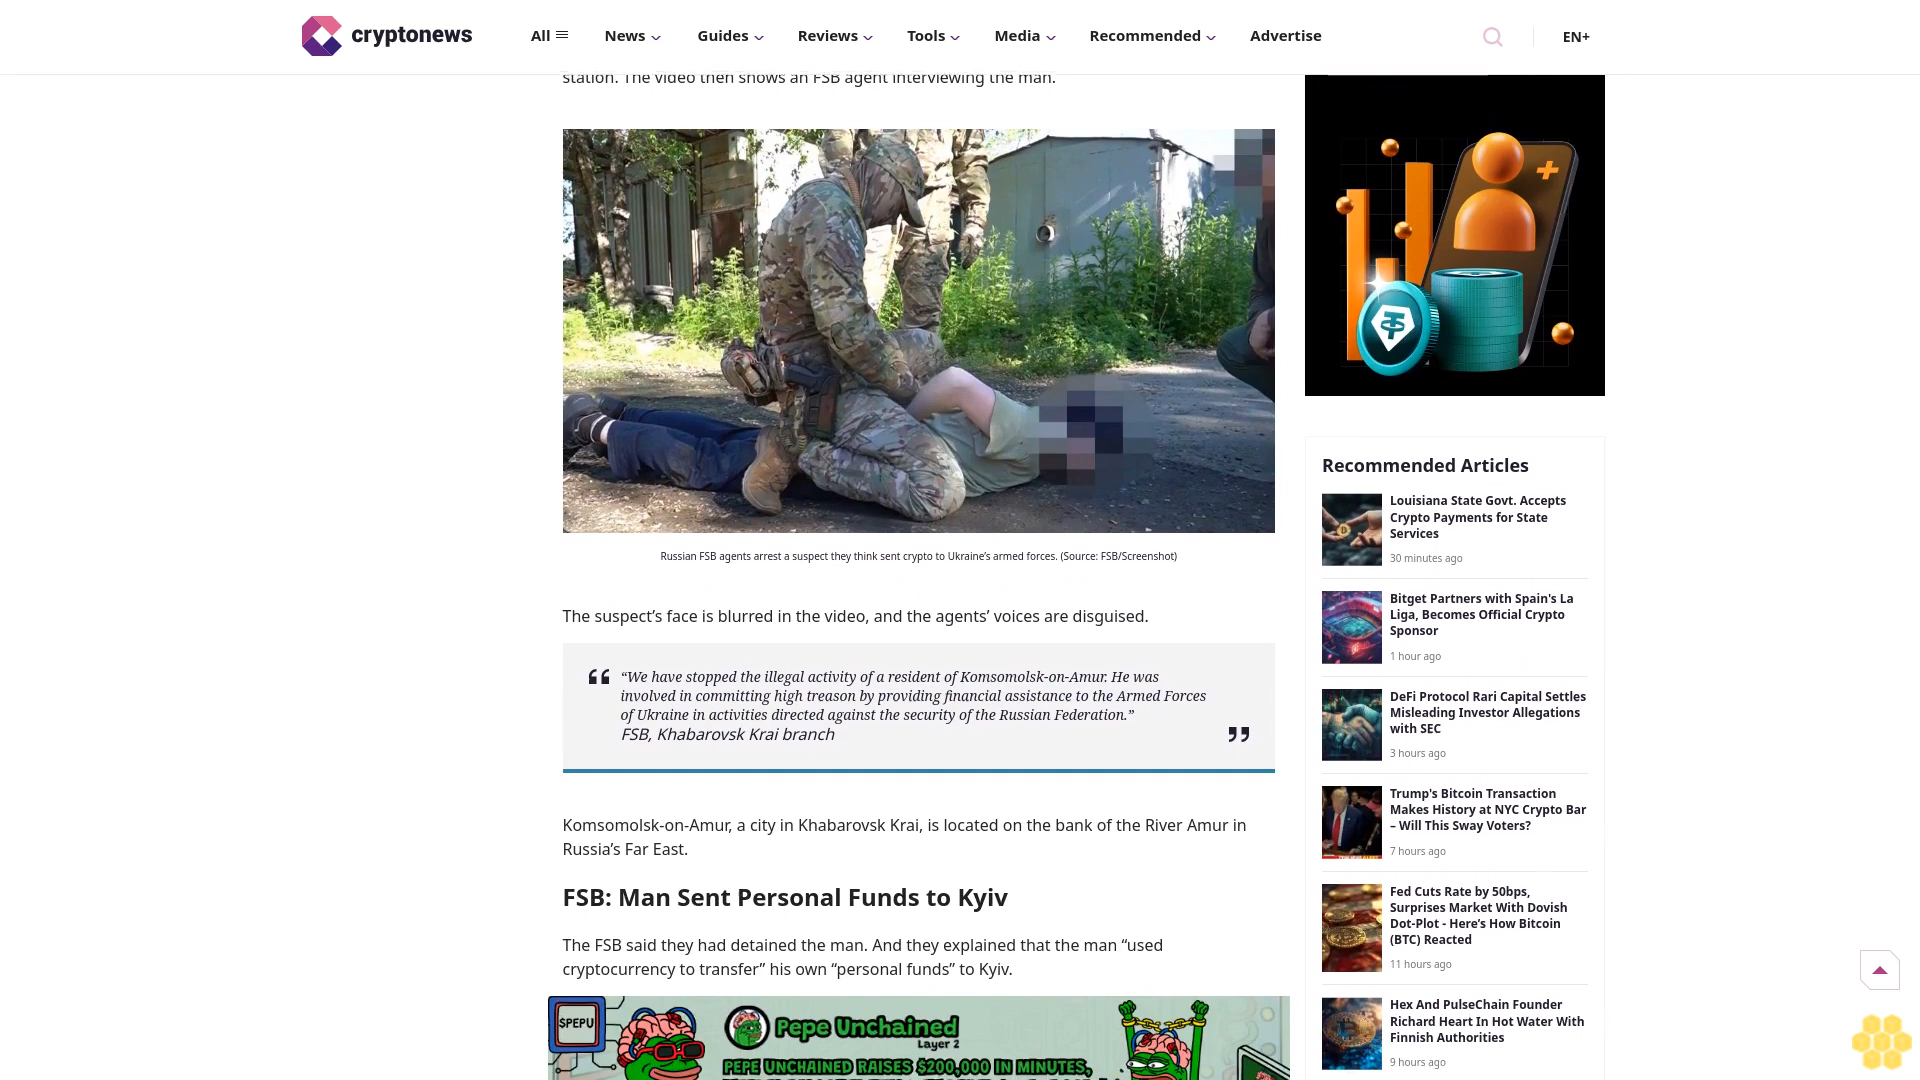 cryptonews
All
News
Guides
Reviews
Tools
Media
Recommended
Advertise
EN+
station. The video then shows an FSB agent interviewing the man.
Russian FSB agents arrest a suspect they think sent crypto to Ukraine’s armed forces. (Source: FSB/Screenshot)
The suspect’s face is blurred in the video, and the agents’ voices are disguised.
“We have stopped the illegal activity of a resident of Komsomolsk-on-Amur. He was
involved in committing high treason by providing financial assistance to the Armed Forces
of Ukraine in activities directed against the security of the Russian Federation.”
FSB, Khabarovsk Krai branch
Komsomolsk-on-Amur, a city in Khabarovsk Krai, is located on the bank of the River Amur in
Russia’s Far East.
FSB: Man Sent Personal Funds to Kyiv
The FSB said they had detained the man. And they explained that the man “used
cryptocurrency to transfer” his own “personal funds” to Kyiv.
$PEPU
Pepe Unchained
Layer 2
PEPE UNCHAINED RAISES $200,000 IN MINUTES,
Recommended Articles
Louisiana State Govt. Accepts
Crypto Payments for State
Services
30 minutes ago
Bitget Partners with Spain's La
Liga, Becomes Official Crypto
Sponsor
1 hour ago
DeFi Protocol Rari Capital Settles
Misleading Investor Allegations
with SEC
3 hours ago
Trump's Bitcoin Transaction
Makes History at NYC Crypto Bar
– Will This Sway Voters?
7 hours ago
Fed Cuts Rate by 50bps,
Surprises Market With Dovish
Dot-Plot - Here’s How Bitcoin
(BTC) Reacted
11 hours ago
Hex And PulseChain Founder
Richard Heart In Hot Water With
Finnish Authorities
9 hours ago